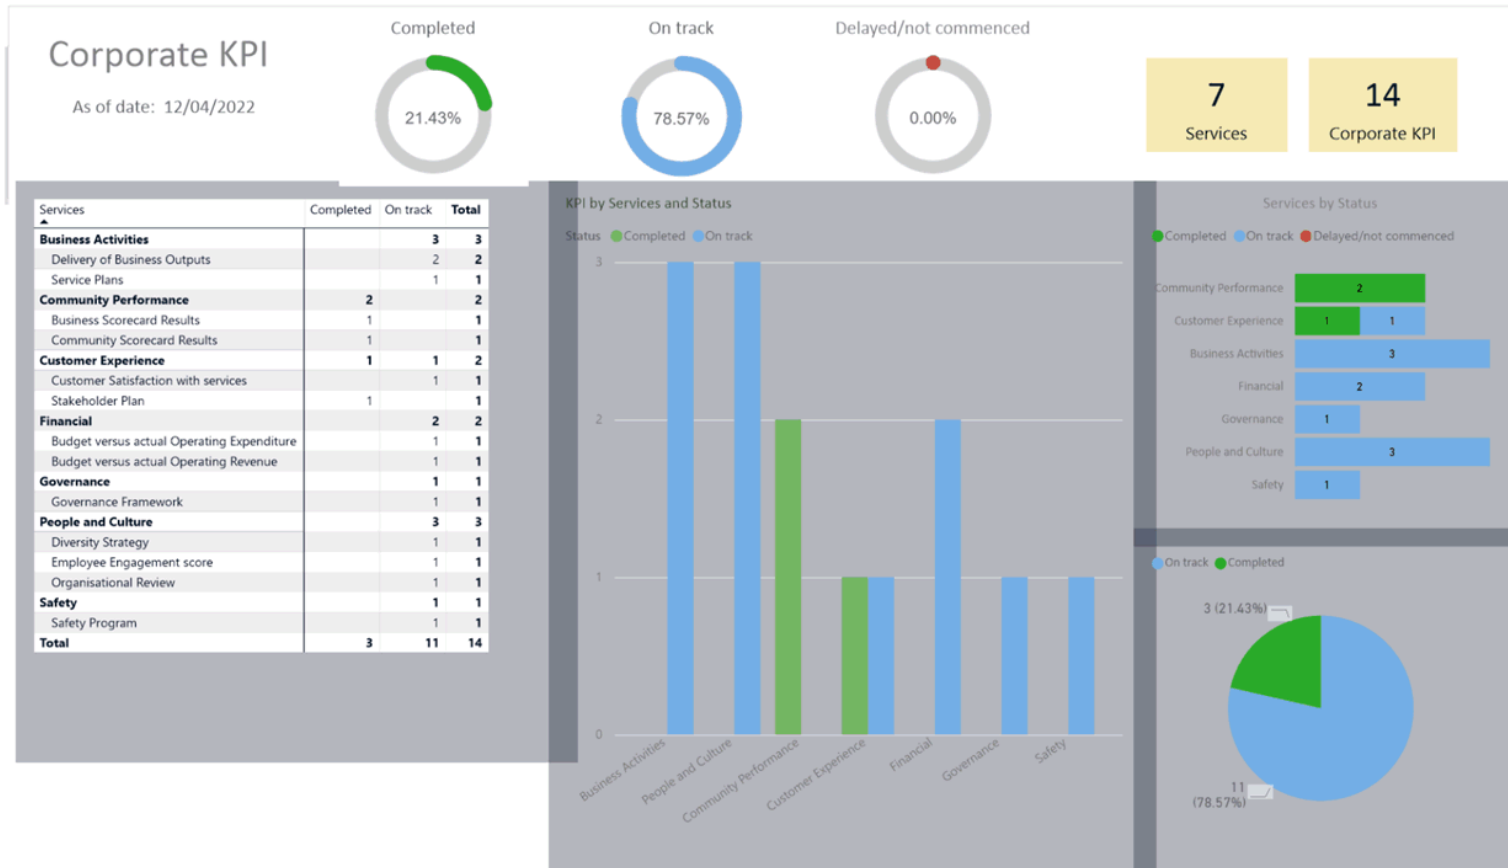 Corporate KPI
As of date: 12/04/2022
Completed
21.43%
On track
78.57%
Delayed/not commenced
0.00%
7
Services
14
Corporate KPI
Services Completed On track Total
Business Activities 3 3
Delivery of Business Outputs 2 2
Service Plans 1 1
Community Performance 2 2
Business Scorecard Results 1 1
Community Scorecard Results 1 1
Customer Experience 1 1 2
Customer Satisfaction with services 1 1
Stakeholder Plan 1 1
Financial 2 2
Budget versus actual Operating Expenditure 1 1
Budget versus actual Operating Revenue 1 1
Governance 1 1
Governance Framework 1 1
People and Culture 3 3
Diversity Strategy 1 1
Employee Engagement score 1 1
Organisational Review 1 1
Safety 1 1
Safety Program 1 1
Total 3 11 14
KPI by Services and Status
Status Completed On track
3
2
1
0
Business Activities
People and Culture
Community Performance
Customer Experience
Financial
Governance
Safety
Services by Status
Completed On track Delayed/not commenced
Community Performance 2
Customer Experience 1 1
Business Activities 3
Financial 2
Governance 1
People and Culture 3
Safety 1
On track Completed
3 (21.43%)
11
(78.57%)